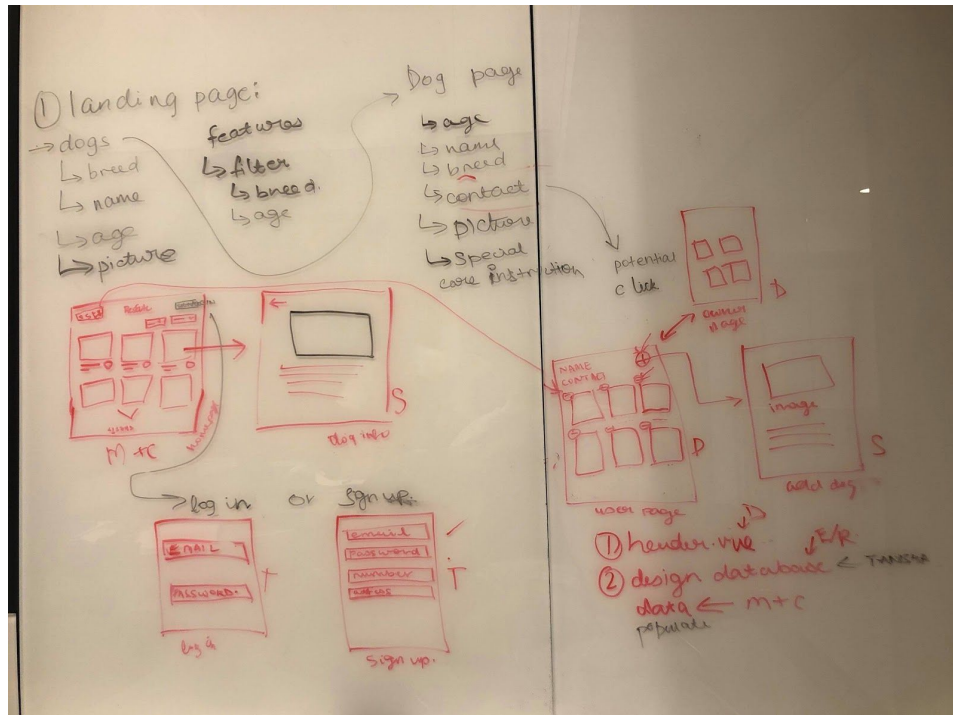 ① landing page:
→ dogs
↳ breed
↳ name
↳ age
↳ picture
features
↳ filter
↳ breed.
↳ age
Dog page
↳ age
↳ name
↳ breed
↳ contact
↳ picture
↳ special
care instruction
potential
click
owner
page
D
homepage
M + C
S
dog info
NAME
CONTACT
D
user page
image
S
add dog
→ log in or Sign up.
EMAIL
PASSWORD.
log in
email
password
number
T
Sign up.
D
① header.vue
E/R
② design database ←
data ← M + C
populate